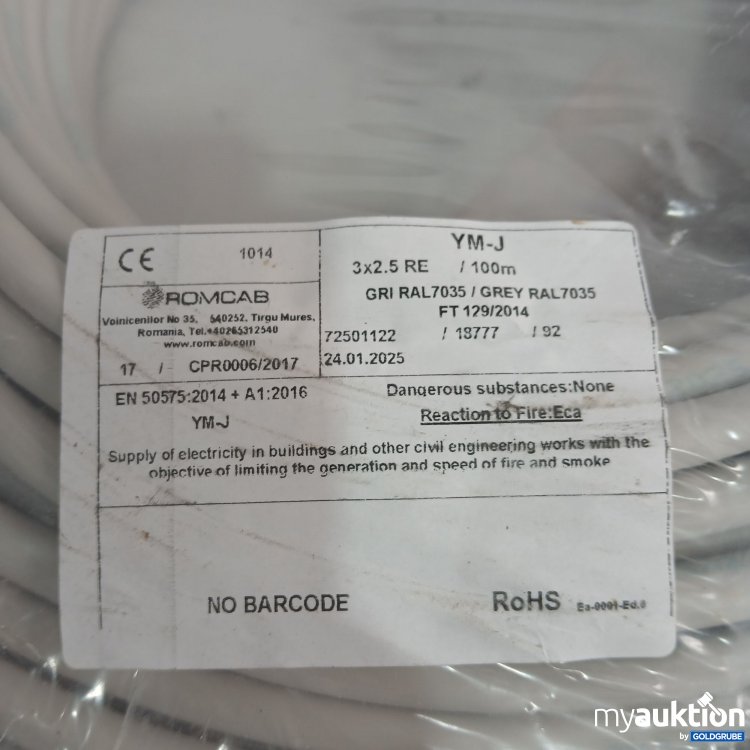 CE 1014
ROMCAB
Voinicenilor No 35, 540252, Tirgu Mures,
Romania, Tel.+40265312540
www.romcab.com
17 / CPR0006/2017
YM-J
3x2.5 RE / 100m
GRI RAL7035 / GREY RAL7035
FT 129/2014
72501122 / 18777 / 92
24.01.2025
EN 50575:2014 + A1:2016
YM-J
Dangerous substances:None
Reaction to Fire:Eca
Supply of electricity in buildings and other civil engineering works with the
objective of limiting the generation and speed of fire and smoke
NO BARCODE
RoHS Ea-0001-Ed.0
myauktion
by GOLDGRUBE